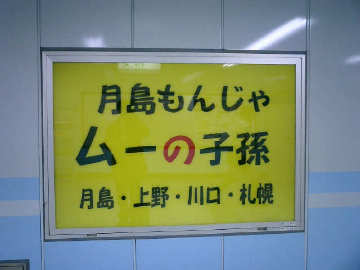 月島もんじゃ
ムーの子孫
月島・上野・川口・札幌